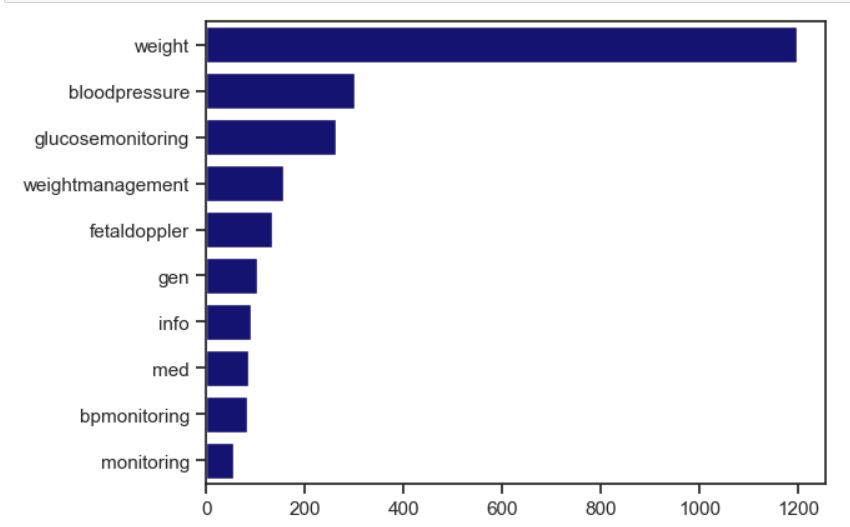 weight
bloodpressure
glucosemonitoring
weightmanagement
fetaldoppler
gen
info
med
bpmonitoring
monitoring
0 200 400 600 800 1000 1200